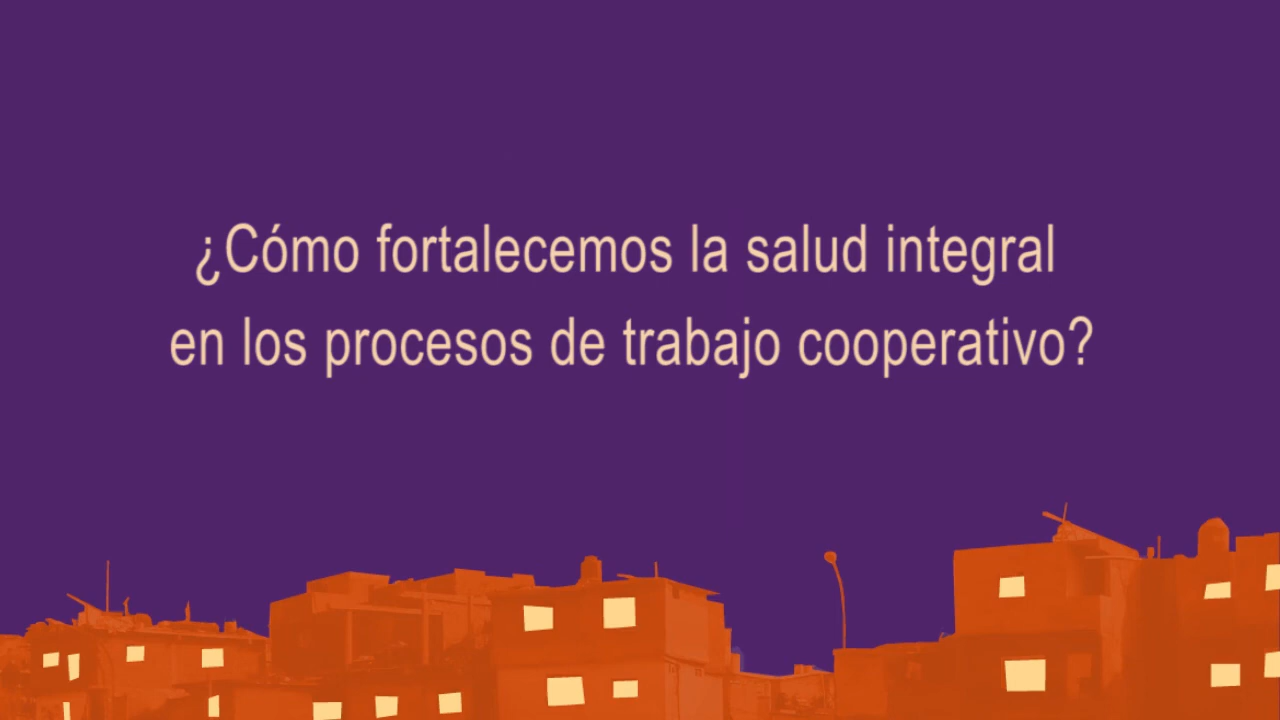 ¿Cómo fortalecemos la salud integral
en los procesos de trabajo cooperativo?